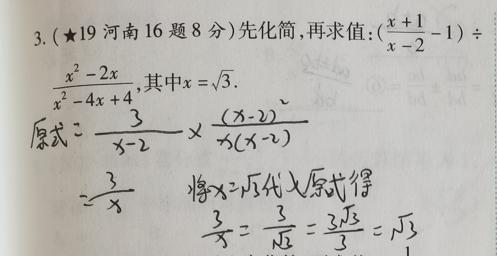 3. (★19 河南 16 题 8 分)先化简,再求值:(\frac{x+1}{x-2}-1)÷
\frac{x^2-2x}{x^2-4x+4},其中x=\sqrt{3}.
原式=\frac{3}{x-2}×\frac{(x-2)^2}{x(x-2)}
=\frac{3}{x} 将x=\sqrt{3}代入原式得
\frac{3}{x}=\frac{3}{\sqrt{3}}=\frac{3\sqrt{3}}{3}=\sqrt{3}